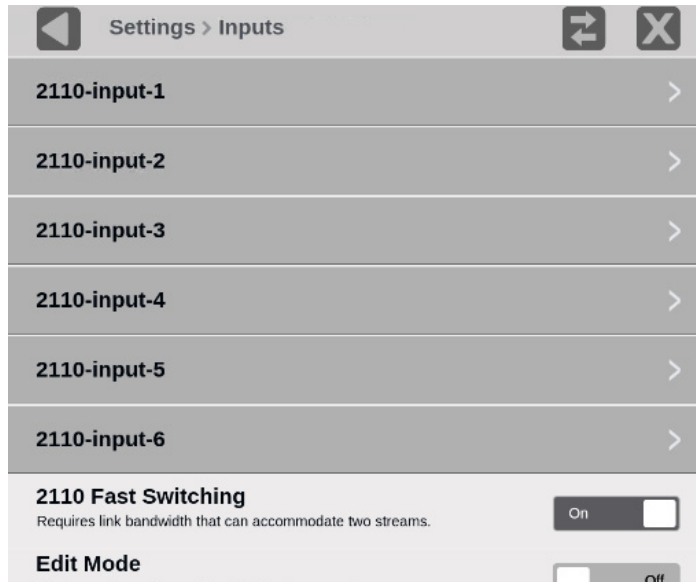 Settings > Inputs
2110-input-1
2110-input-2
2110-input-3
2110-input-4
2110-input-5
2110-input-6
2110 Fast Switching
On
Requires link bandwidth that can accommodate two streams.
Edit Mode
Off